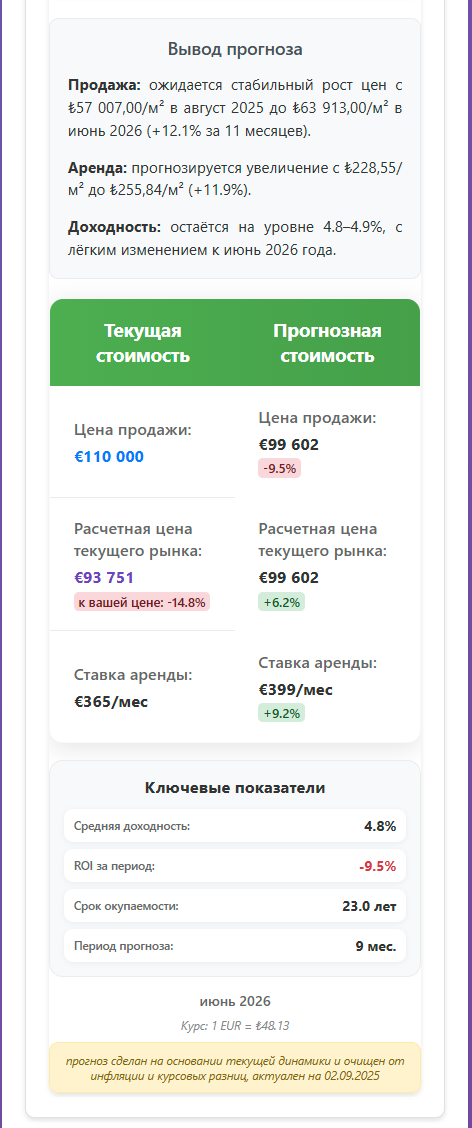 Вывод прогноза
Продажа: ожидается стабильный рост цен с
₺57 007,00/м² в август 2025 до ₺63 913,00/м² в
июнь 2026 (+12.1% за 11 месяцев).
Аренда: прогнозируется увеличение с ₺228,55/
м² до ₺255,84/м² (+11.9%).
Доходность: остаётся на уровне 4.8–4.9%, с
лёгким изменением к июнь 2026 года.
Текущая
стоимость
Прогнозная
стоимость
Цена продажи:
€110 000
Цена продажи:
€99 602
-9.5%
Расчетная цена
текущего рынка:
€93 751
к вашей цене: -14.8%
Расчетная цена
текущего рынка:
€99 602
+6.2%
Ставка аренды:
€365/мес
Ставка аренды:
€399/мес
+9.2%
Ключевые показатели
Средняя доходность: 4.8%
ROI за период: -9.5%
Срок окупаемости: 23.0 лет
Период прогноза: 9 мес.
июнь 2026
Курс: 1 EUR = ₺48.13
прогноз сделан на основании текущей динамики и очищен от
инфляции и курсовых разниц, актуален на 02.09.2025